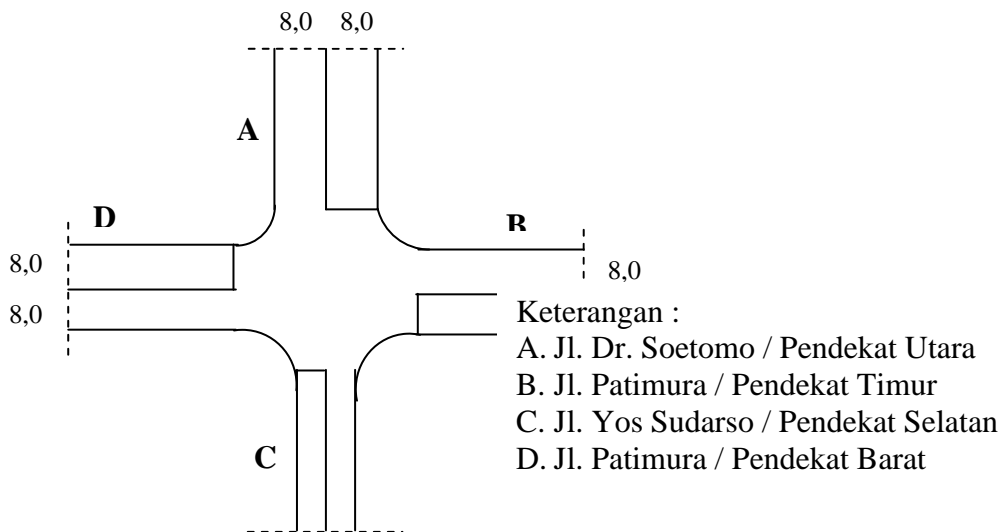 8,0 8,0
A
D
B
8,0
8,0
8,0
Keterangan :
A. Jl. Dr. Soetomo / Pendekat Utara
B. Jl. Patimura / Pendekat Timur
C. Jl. Yos Sudarso / Pendekat Selatan
D. Jl. Patimura / Pendekat Barat
C